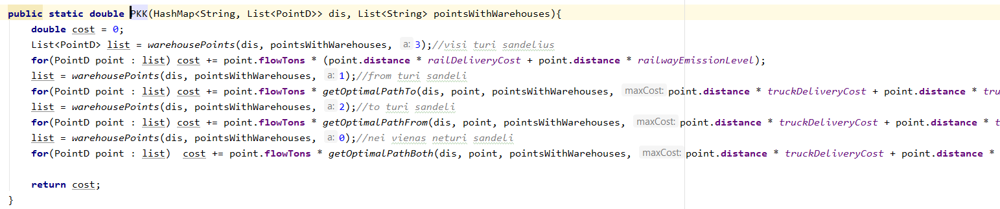 public static double PKK(HashMap<String, List<PointD>> dis, List<String> pointsWithWarehouses){
double cost = 0;
List<PointD> list = warehousePoints(dis, pointsWithWarehouses, a: 3);//visi turi sandelius
for(PointD point : list) cost += point.flowTons * (point.distance * railDeliveryCost + point.distance * railwayEmissionLevel);
list = warehousePoints(dis, pointsWithWarehouses, a: 1);//from turi sandeli
for(PointD point : list) cost += point.flowTons * getOptimalPathTo(dis, point, pointsWithWarehouses, maxCost: point.distance * truckDeliveryCost + point.distance * tru
list = warehousePoints(dis, pointsWithWarehouses, a: 2);//to turi sandeli
for(PointD point : list) cost += point.flowTons * getOptimalPathFrom(dis, point, pointsWithWarehouses, maxCost: point.distance * truckDeliveryCost + point.distance * t
list = warehousePoints(dis, pointsWithWarehouses, a: 0);//nei vienas neturi sandeli
for(PointD point : list) cost += point.flowTons * getOptimalPathBoth(dis, point, pointsWithWarehouses, maxCost: point.distance * truckDeliveryCost + point.distance *
return cost;
}